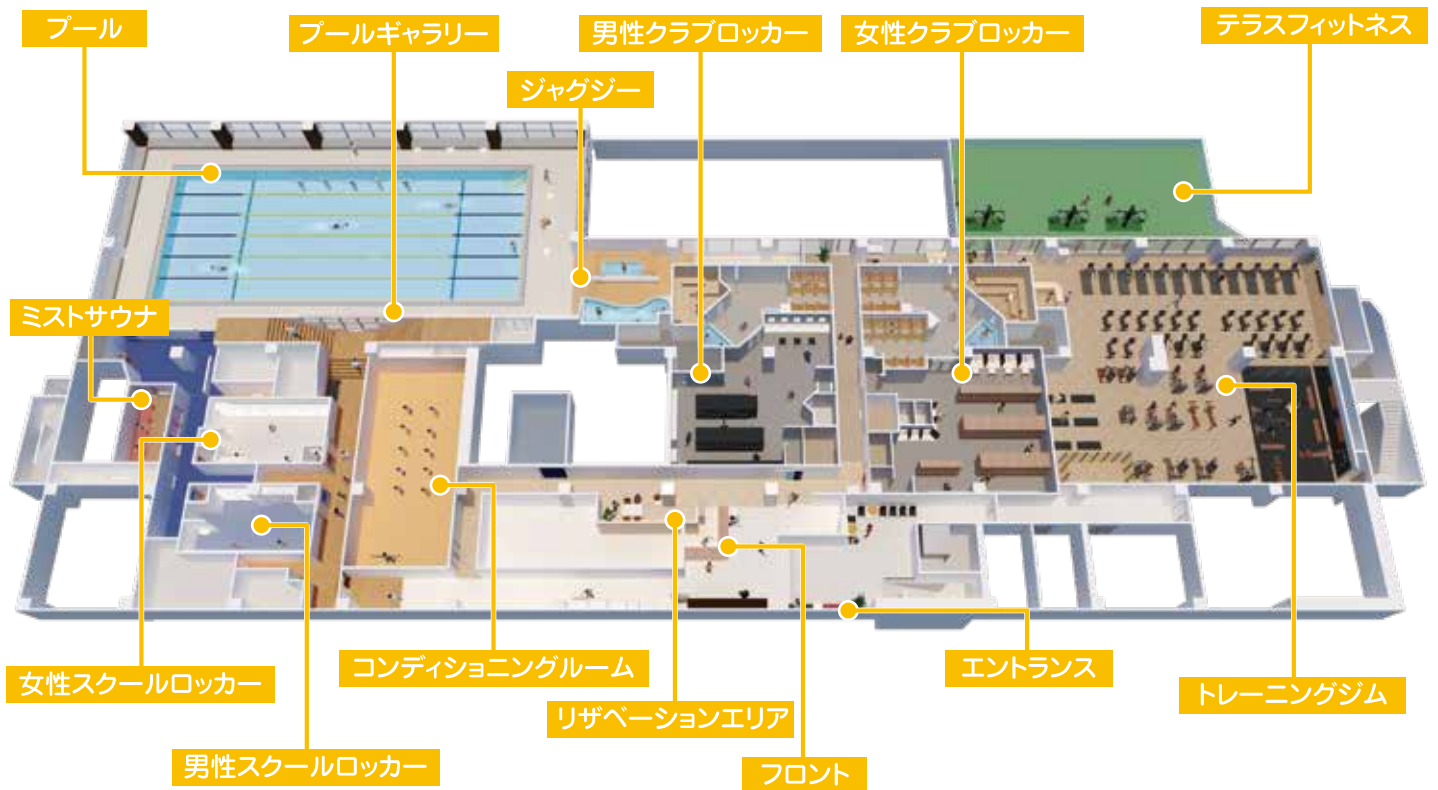 プール
プールギャラリー
男性クラブロッカー
女性クラブロッカー
テラスフィットネス
ジャグジー
ミストサウナ
女性スクールロッカー
コンディショニングルーム
エントランス
トレーニングジム
リザベーションエリア
男性スクールロッカー
フロント